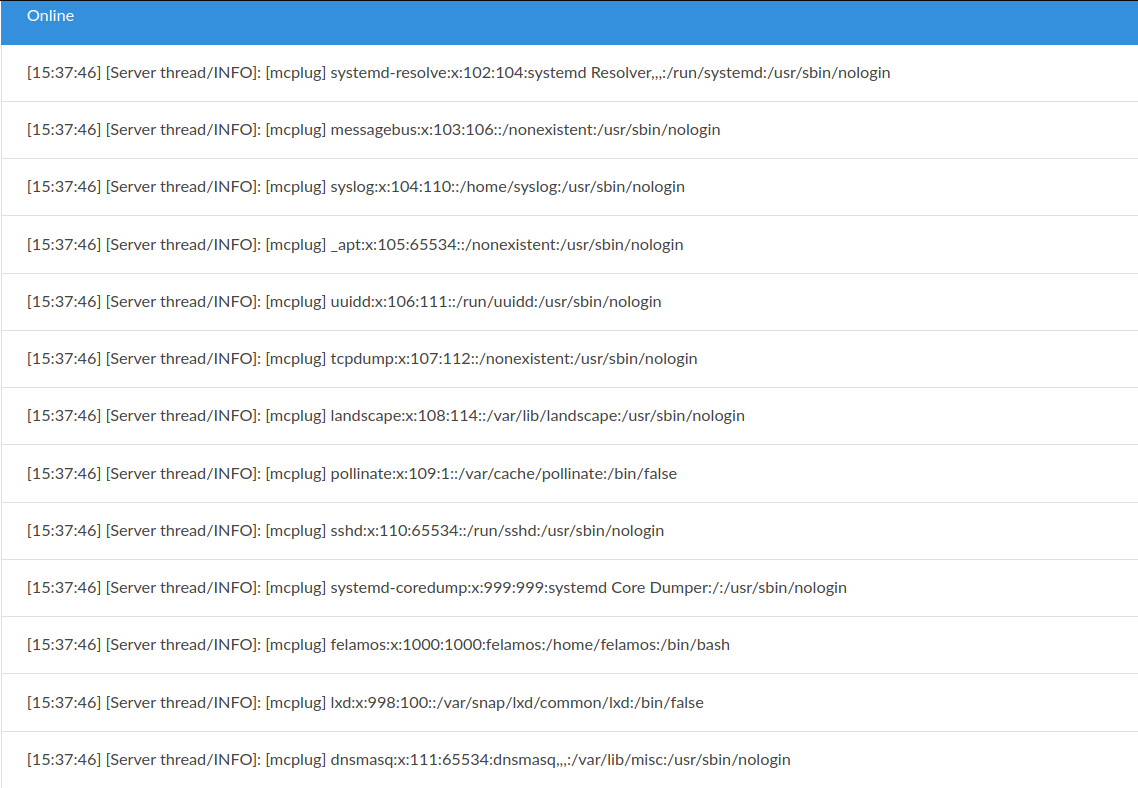 Online
[15:37:46] [Server thread/INFO]: [mcplug] systemd-resolve:x:102:104:systemd Resolver,,,:/run/systemd:/usr/sbin/nologin
[15:37:46] [Server thread/INFO]: [mcplug] messagebus:x:103:106::/nonexistent:/usr/sbin/nologin
[15:37:46] [Server thread/INFO]: [mcplug] syslog:x:104:110::/home/syslog:/usr/sbin/nologin
[15:37:46] [Server thread/INFO]: [mcplug] _apt:x:105:65534::/nonexistent:/usr/sbin/nologin
[15:37:46] [Server thread/INFO]: [mcplug] uuidd:x:106:111::/run/uuidd:/usr/sbin/nologin
[15:37:46] [Server thread/INFO]: [mcplug] tcpdump:x:107:112::/nonexistent:/usr/sbin/nologin
[15:37:46] [Server thread/INFO]: [mcplug] landscape:x:108:114::/var/lib/landscape:/usr/sbin/nologin
[15:37:46] [Server thread/INFO]: [mcplug] pollinate:x:109:1::/var/cache/pollinate:/bin/false
[15:37:46] [Server thread/INFO]: [mcplug] sshd:x:110:65534::/run/sshd:/usr/sbin/nologin
[15:37:46] [Server thread/INFO]: [mcplug] systemd-coredump:x:999:999:systemd Core Dumper:/:/usr/sbin/nologin
[15:37:46] [Server thread/INFO]: [mcplug] felamos:x:1000:1000:felamos:/home/felamos:/bin/bash
[15:37:46] [Server thread/INFO]: [mcplug] lxd:x:998:100::/var/snap/lxd/common/lxd:/bin/false
[15:37:46] [Server thread/INFO]: [mcplug] dnsmasq:x:111:65534:dnsmasq,,,:/var/lib/misc:/usr/sbin/nologin